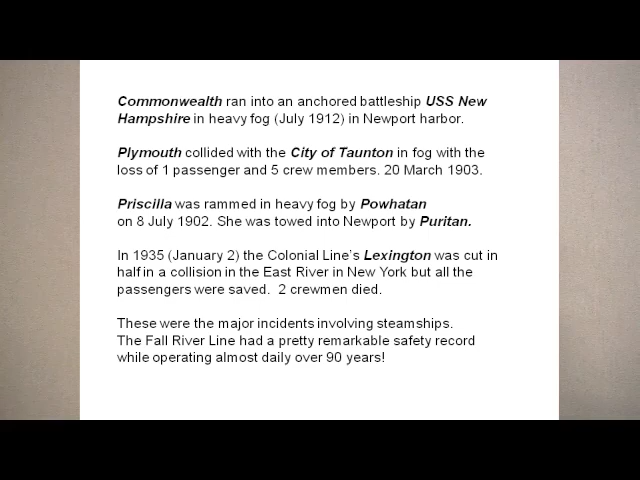 Commonwealth ran into an anchored battleship USS New
Hampshire in heavy fog (July 1912) in Newport harbor.
Plymouth collided with the City of Taunton in fog with the
loss of 1 passenger and 5 crew members. 20 March 1903.
Priscilla was rammed in heavy fog by Powhatan
on 8 July 1902. She was towed into Newport by Puritan.
In 1935 (January 2) the Colonial Line's Lexington was cut in
half in a collision in the East River in New York but all the
passengers were saved. 2 crewmen died.
These were the major incidents involving steamships.
The Fall River Line had a pretty remarkable safety record
while operating almost daily over 90 years!